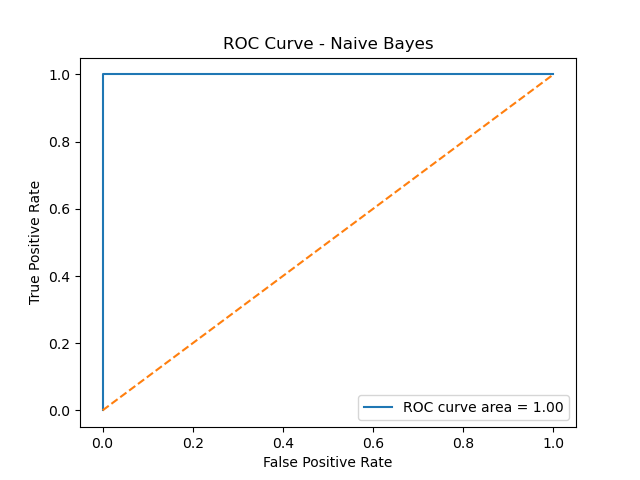 ROC Curve - Naive Bayes
True Positive Rate
1.0
0.8
0.6
0.4
0.2
0.0
ROC curve area = 1.00
0.0 0.2 0.4 0.6 0.8 1.0
False Positive Rate